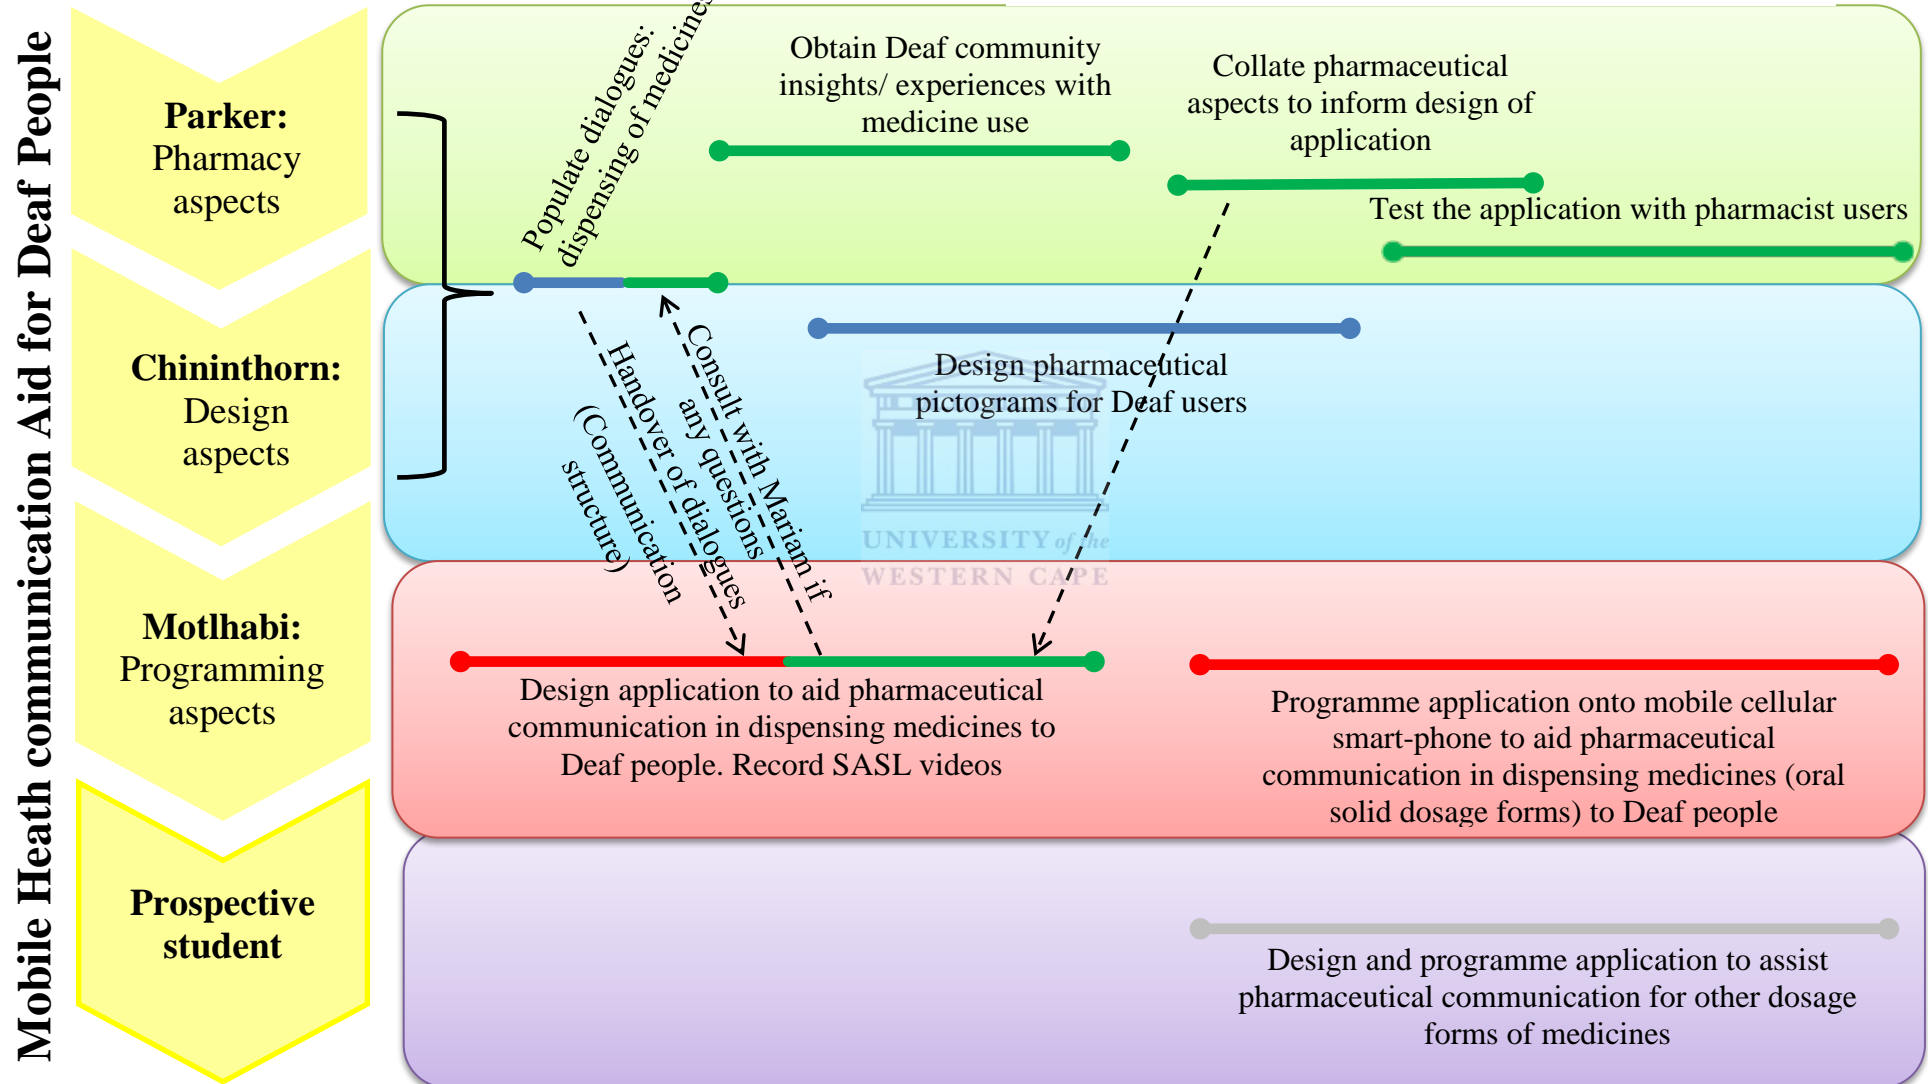 Mobile Heath communication Aid for Deaf People
Parker:
Pharmacy
aspects
Chininthorn:
Design
aspects
Motlhabi:
Programming
aspects
Prospective
student
Populate dialogues:
dispensing of medicines
Obtain Deaf community
insights/ experiences with
medicine use
Collate pharmaceutical
aspects to inform design of
application
Test the application with pharmacist users
Handover of dialogues
(Communication
structure)
Consult with Mariam if
any questions
Design pharmaceutical
pictograms for Deaf users
UNIVERSITY of the
WESTERN CAPE
Design application to aid pharmaceutical
communication in dispensing medicines to
Deaf people. Record SASL videos
Programme application onto mobile cellular
smart-phone to aid pharmaceutical
communication in dispensing medicines (oral
solid dosage forms) to Deaf people
Design and programme application to assist
pharmaceutical communication for other dosage
forms of medicines